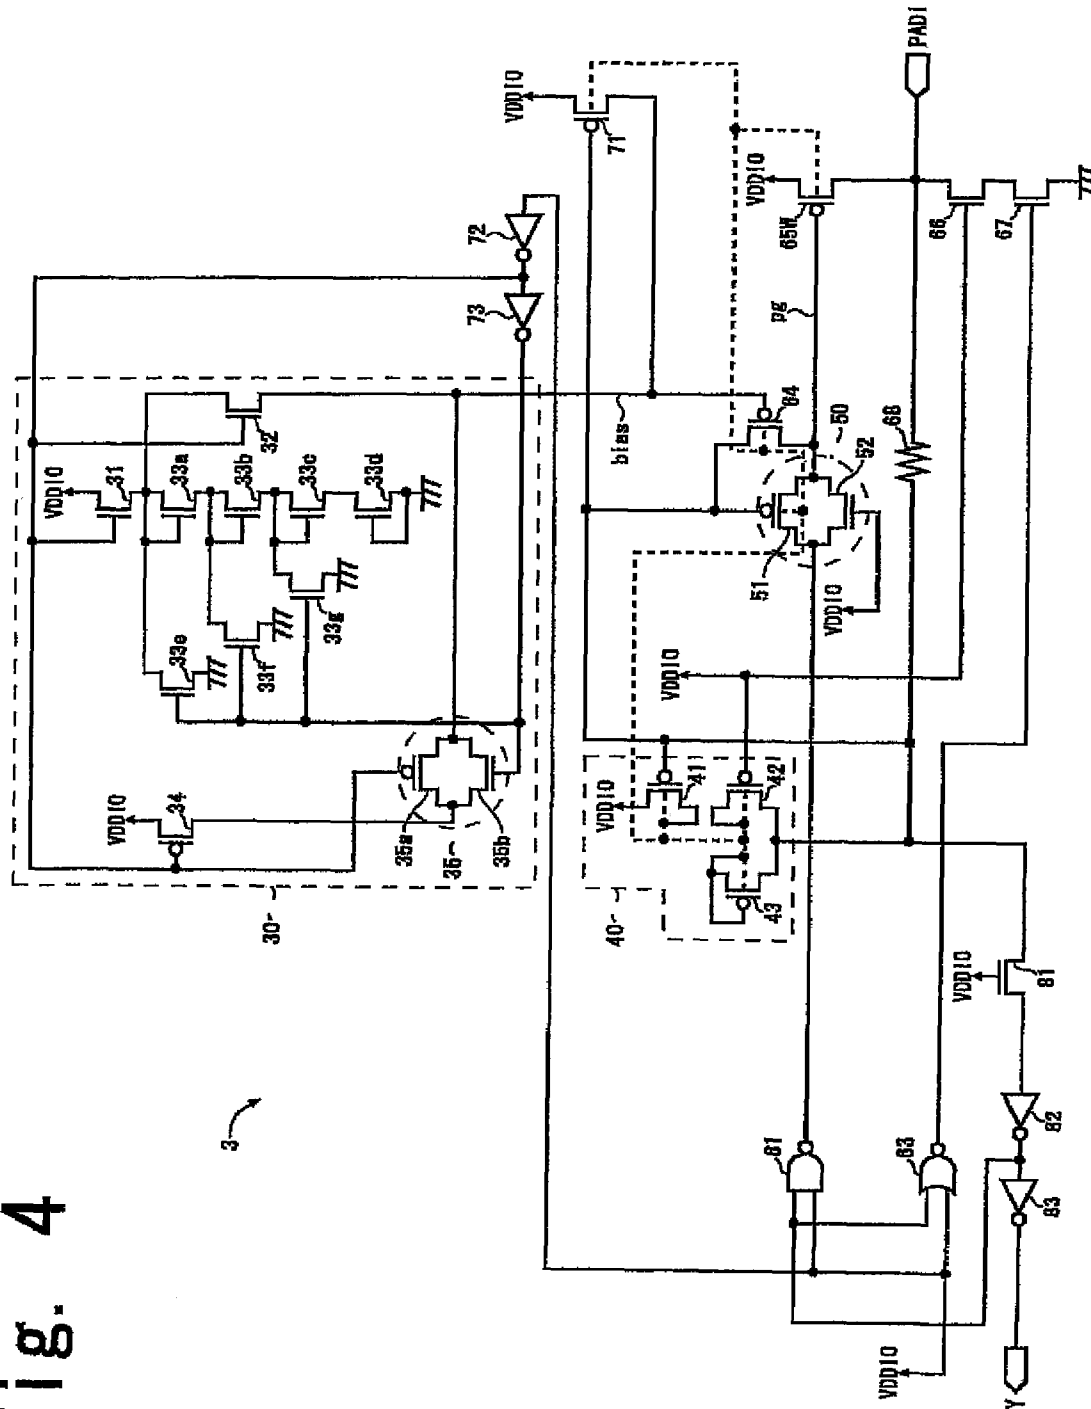 Fig. 4
3
30
VDDIO
31
32
33a
33b
33c
33d
33e
33f
33g
VDDIO
34
35
35a
35b
72
73
VDDIO
71
bias
40
VDDIO
41
VDDIO
42
43
50
51
52
VDDIO
64
pg
VDDIO
65W
66
67
68
PAD1
61
63
VDDIO
VDDIO
81
82
83
Y